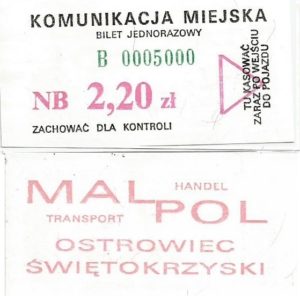 KOMUNIKACJA MIEJSKA
BILET JEDNORAZOWY
B 0005000
NB 2,20 zł
ZACHOWAĆ DLA KONTROLI
TU KASOWAĆ
ZARAZ PO WEJŚCIU
DO POJAZDU
MAL HANDEL
TRANSPORT POL
OSTROWIEC
ŚWIĘTOKRZYSKI